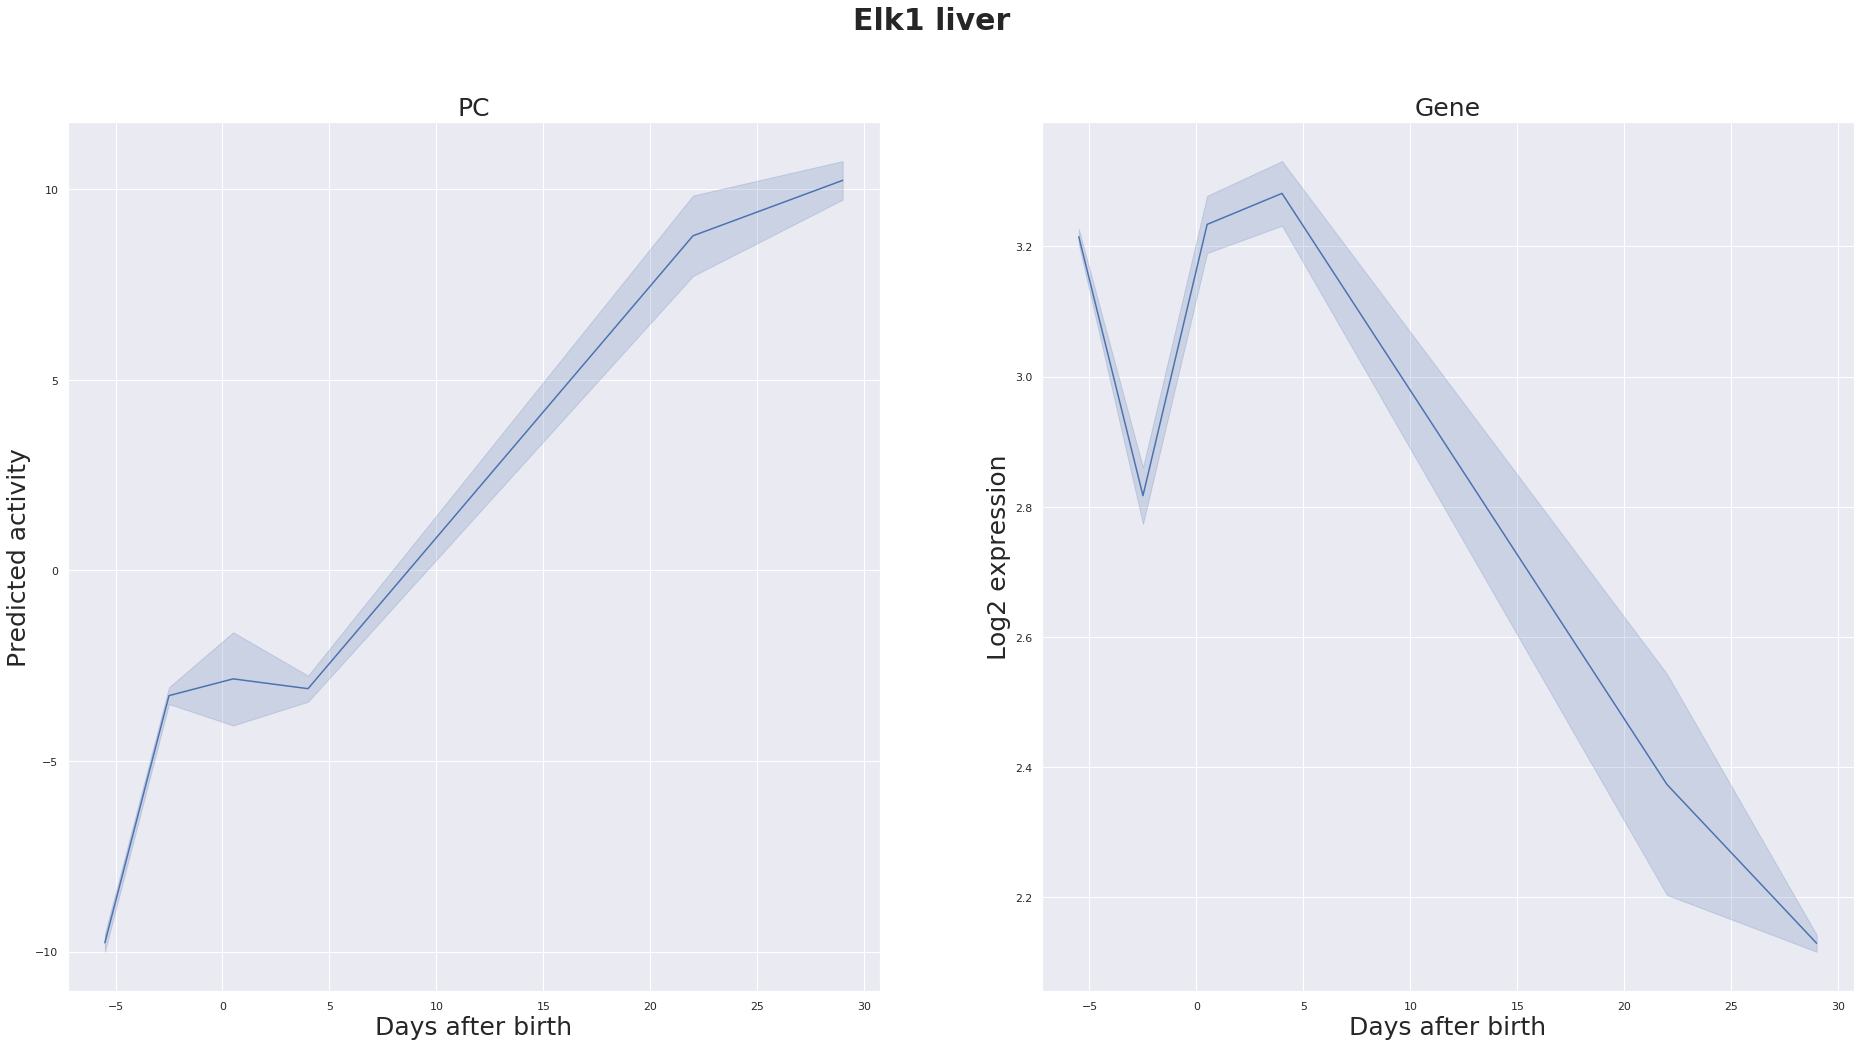 Elk1 liver
PC
Predicted activity
10
5
0
−5
−10
−5 0 5 10 15 20 25 30
Days after birth
Gene
Log2 expression
3.2
3.0
2.8
2.6
2.4
2.2
−5 0 5 10 15 20 25 30
Days after birth